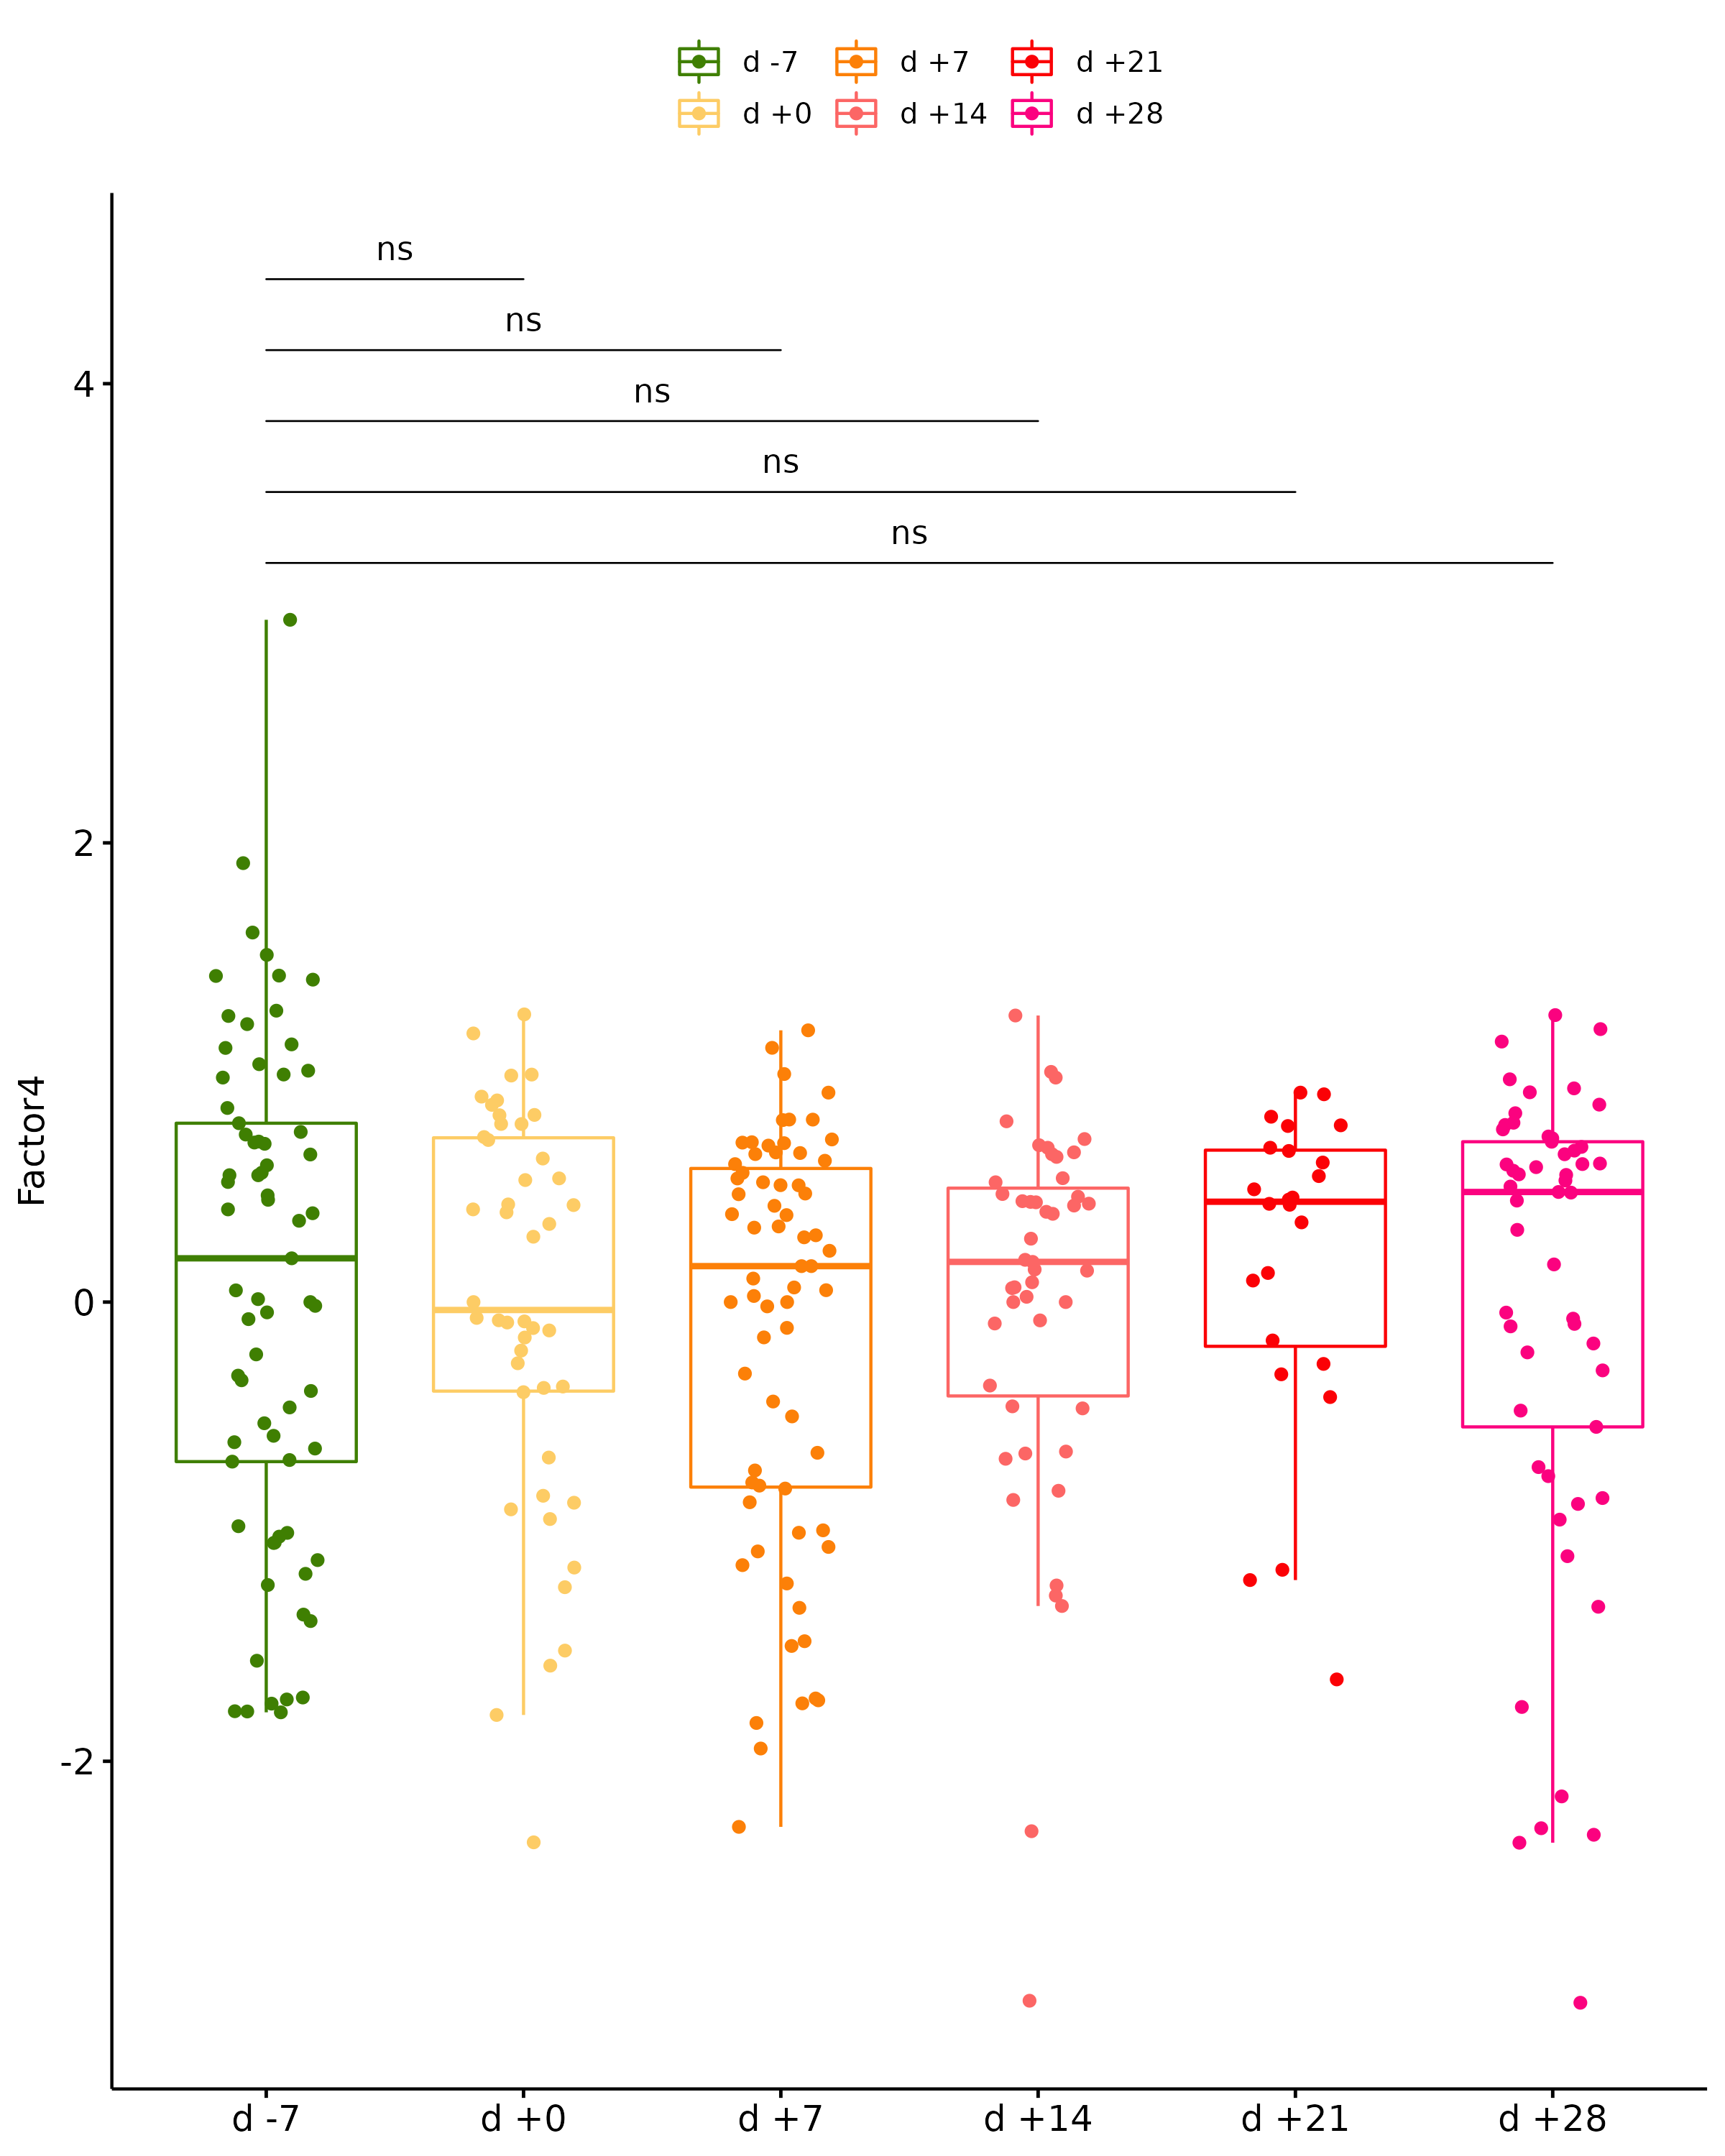 d -7 d +7 d +21
d +0 d +14 d +28
ns
ns
ns
ns
ns
4
2
0
-2
Factor4
d -7 d +0 d +7 d +14 d +21 d +28